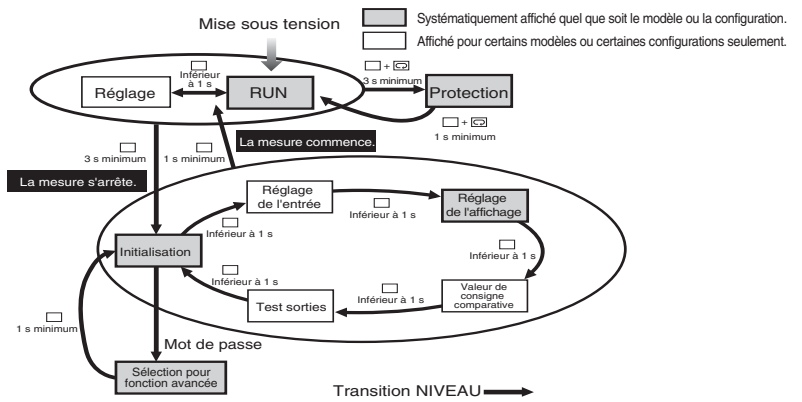 Mise sous tension
Systématiquement affiché quel que soit le modèle ou la configuration.
Affiché pour certains modèles ou certaines configurations seulement.
Réglage
Inférieur
à 1 s
RUN
+
3 s minimum
Protection
+
1 s minimum
La mesure commence.
3 s minimum
1 s minimum
La mesure s'arrête.
Réglage
de l'entrée
Inférieur à 1 s
Réglage
de l'affichage
Inférieur à 1 s
Initialisation
Inférieur à 1 s
Inférieur à 1 s
Test sorties
Inférieur à 1 s
Valeur de
consigne
comparative
1 s minimum
Mot de passe
Sélection pour
fonction avancée
Transition NIVEAU